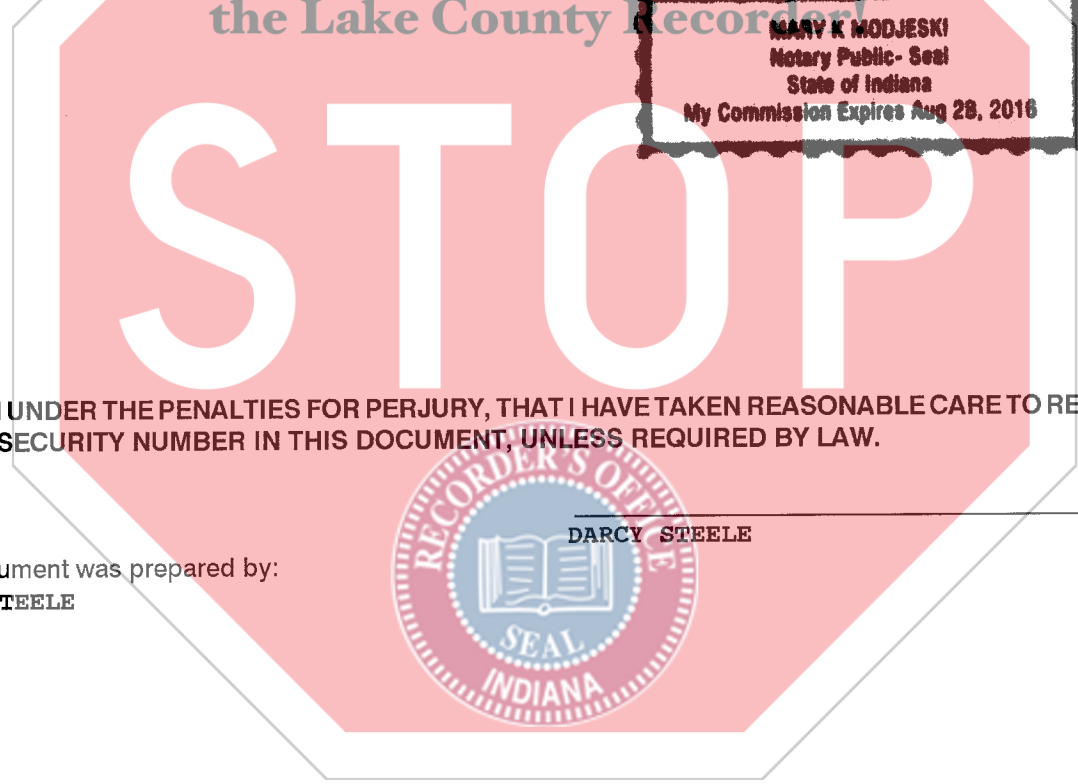 the Lake County Recorder!
MARY K MODJESKI
Notary Public- Seal
State of Indiana
My Commission Expires Aug 28, 2016
STOP
UNDER THE PENALTIES FOR PERJURY, THAT I HAVE TAKEN REASONABLE CARE TO RE
SECURITY NUMBER IN THIS DOCUMENT, UNLESS REQUIRED BY LAW.
RECORDER'S OFFICE
DARCY STEELE
ument was prepared by:
TEELE
SEAL
INDIANA